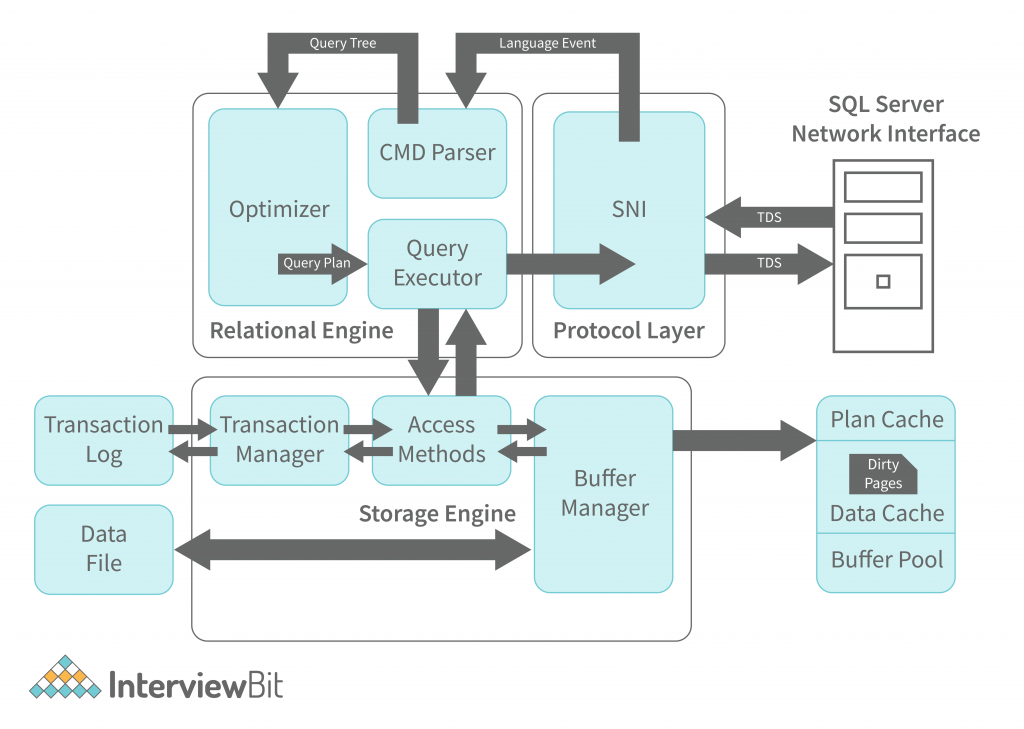 Query Tree
Language Event
SQL Server
Network Interface
CMD Parser
Optimizer
SNI
TDS
Query Plan
Query
Executor
TDS
Relational Engine
Protocol Layer
Transaction
Log
Transaction
Manager
Access
Methods
Buffer
Manager
Plan Cache
Dirty
Pages
Data Cache
Buffer Pool
Storage Engine
Data
File
InterviewBit